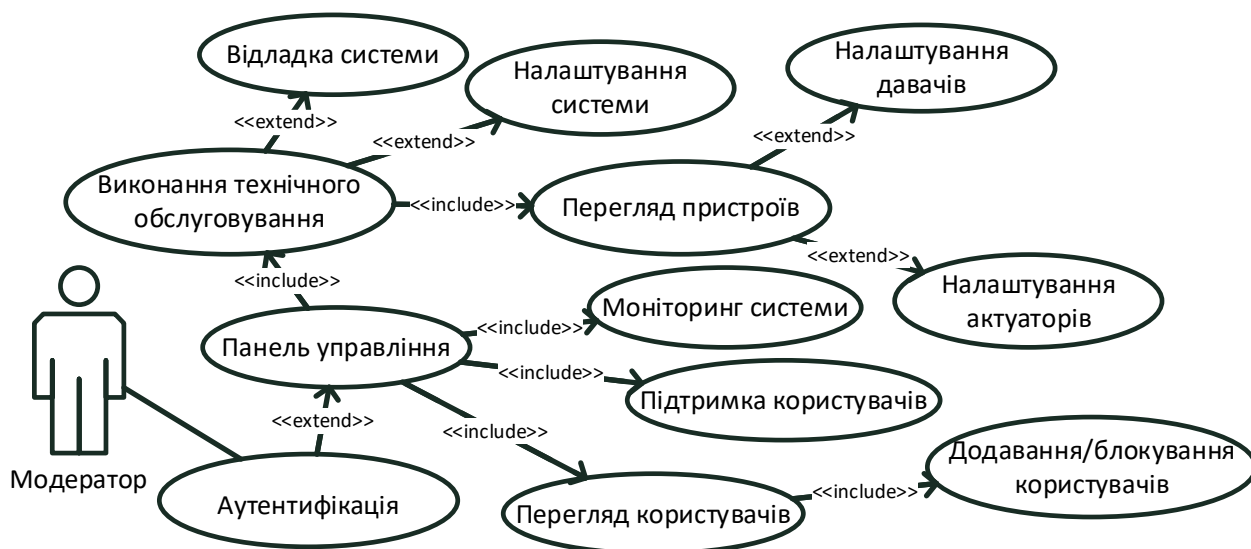 Відладка системи
Налаштування
системи
Налаштування
давачів
<<extend>>
<<extend>>
<<extend>>
Виконання технічного
обслуговування
<<include>>
Перегляд пристроїв
<<extend>>
<<include>>
Моніторинг системи
Налаштування
актуаторів
<<include>>
Панель управління
<<include>>
Підтримка користувачів
<<extend>>
<<include>>
Модератор
Додавання/блокування
користувачів
<<include>>
Аутентифікація
Перегляд користувачів